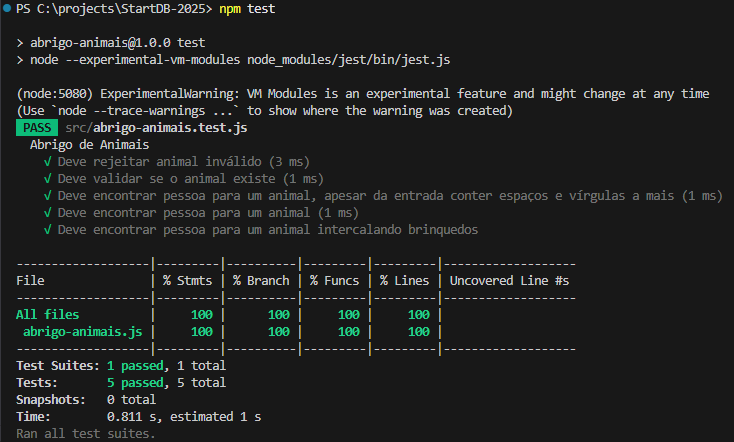 PS C:\projects\StartDB-2025> npm test
> abrigo-animais@1.0.0 test
> node --experimental-vm-modules node_modules/jest/bin/jest.js
(node:5080) ExperimentalWarning: VM Modules is an experimental feature and might change at any time
(Use `node --trace-warnings ...` to show where the warning was created)
PASS src/abrigo-animais.test.js
Abrigo de Animais
√ Deve rejeitar animal inválido (3 ms)
√ Deve validar se o animal existe (1 ms)
√ Deve encontrar pessoa para um animal, apesar da entrada conter espaços e vírgulas a mais (1 ms)
√ Deve encontrar pessoa para um animal (1 ms)
√ Deve encontrar pessoa para um animal intercalando brinquedos
-------------------|---------|----------|---------|---------|-------------------
File | % Stmts | % Branch | % Funcs | % Lines | Uncovered Line #s
-------------------|---------|----------|---------|---------|-------------------
All files | 100 | 100 | 100 | 100 |
abrigo-animais.js | 100 | 100 | 100 | 100 |
-------------------|---------|----------|---------|---------|-------------------
Test Suites: 1 passed, 1 total
Tests: 5 passed, 5 total
Snapshots: 0 total
Time: 0.811 s, estimated 1 s
Ran all test suites.